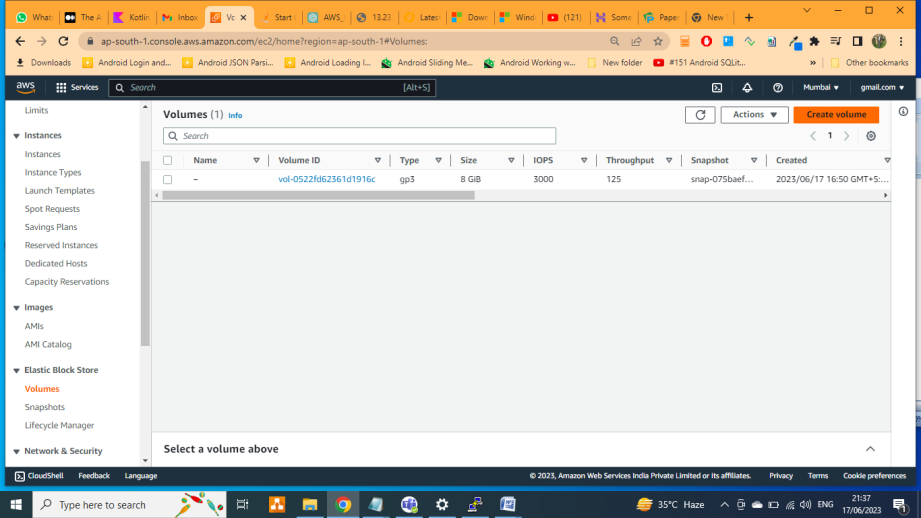 What
The A
Kotlin
Inbox
Vo
Start
AWS_
13.23
Latest
Down
Wind
(121)
Some
Paper
New
ap-south-1.console.aws.amazon.com/ec2/home?region=ap-south-1#Volumes:
Downloads Android Login and... Android JSON Parsi... Android Loading I... Android Sliding Me... Android Working w... New folder #151 Android SQLit... » Other bookmarks
aws Services Search [Alt+S] Mumbai gmail.com
Limits
Instances
Instances
Instance Types
Launch Templates
Spot Requests
Savings Plans
Reserved Instances
Dedicated Hosts
Capacity Reservations
Images
AMIs
AMI Catalog
Elastic Block Store
Volumes
Snapshots
Lifecycle Manager
Network & Security
Volumes (1) Info
Actions Create volume
Search
1
Name Volume ID Type Size IOPS Throughput Snapshot Created
– vol-0522fd62361d1916c gp3 8 GiB 3000 125 snap-075baef... 2023/06/17 16:50 GMT+5:...
Select a volume above
CloudShell Feedback Language © 2023, Amazon Web Services India Private Limited or its affiliates. Privacy Terms Cookie preferences
Type here to search 35°C Haze ENG 21:37
17/06/2023 1